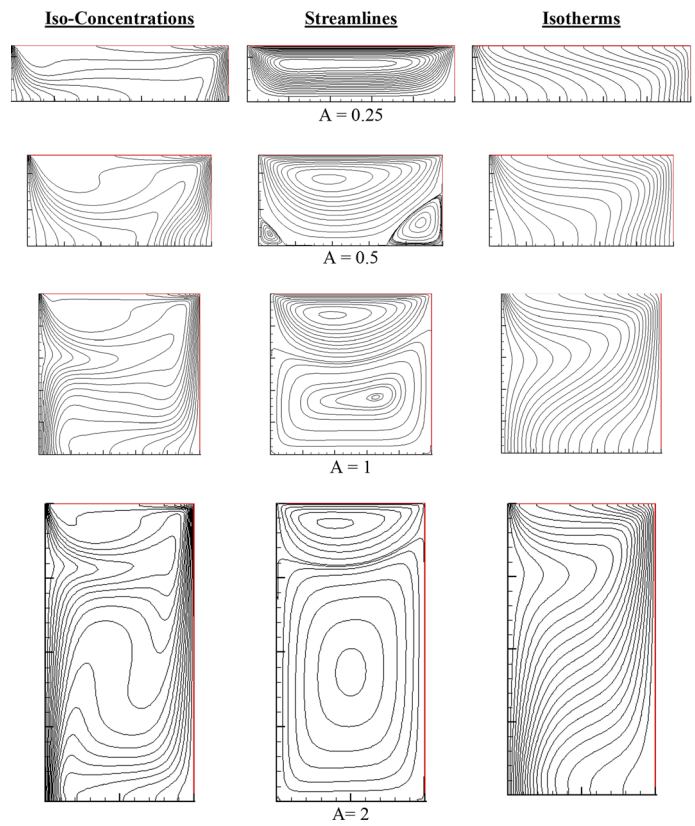 Iso-Concentrations Streamlines Isotherms
A = 0.25
A = 0.5
A = 1
A= 2